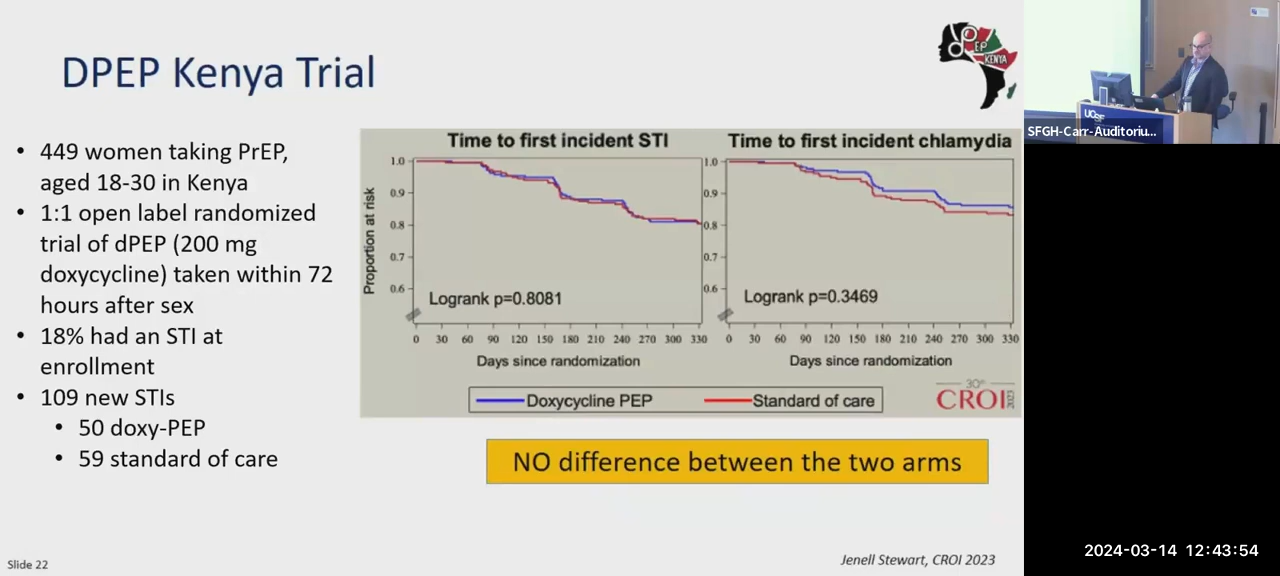 DPEP Kenya Trial
dPEP
KENYA
• 449 women taking PrEP,
aged 18-30 in Kenya
• 1:1 open label randomized
trial of dPEP (200 mg
doxycycline) taken within 72
hours after sex
• 18% had an STI at
enrollment
• 109 new STIs
• 50 doxy-PEP
• 59 standard of care
Time to first incident STI
Proportion at risk
1.0
0.9
0.8
0.7
0.6
Logrank p=0.8081
0 30 60 90 120 150 180 210 240 270 300 330
Days since randomization
Time to first incident chlamydia
1.0
0.9
0.8
0.7
0.6
Logrank p=0.3469
0 30 60 90 120 150 180 210 240 270 300 330
Days since randomization
Doxycycline PEP
Standard of care
30th
CROI 2023
NO difference between the two arms
Slide 22
Jenell Stewart, CROI 2023
UCSF
SFGH-Carr-Auditoriu...
2024-03-14 12:43:54